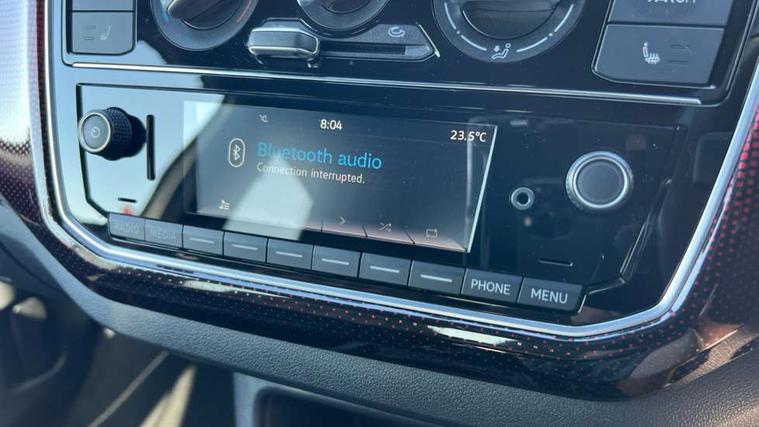 8:04
23.5°C
Bluetooth audio
Connection interrupted.
RADIO
MEDIA
PHONE
MENU